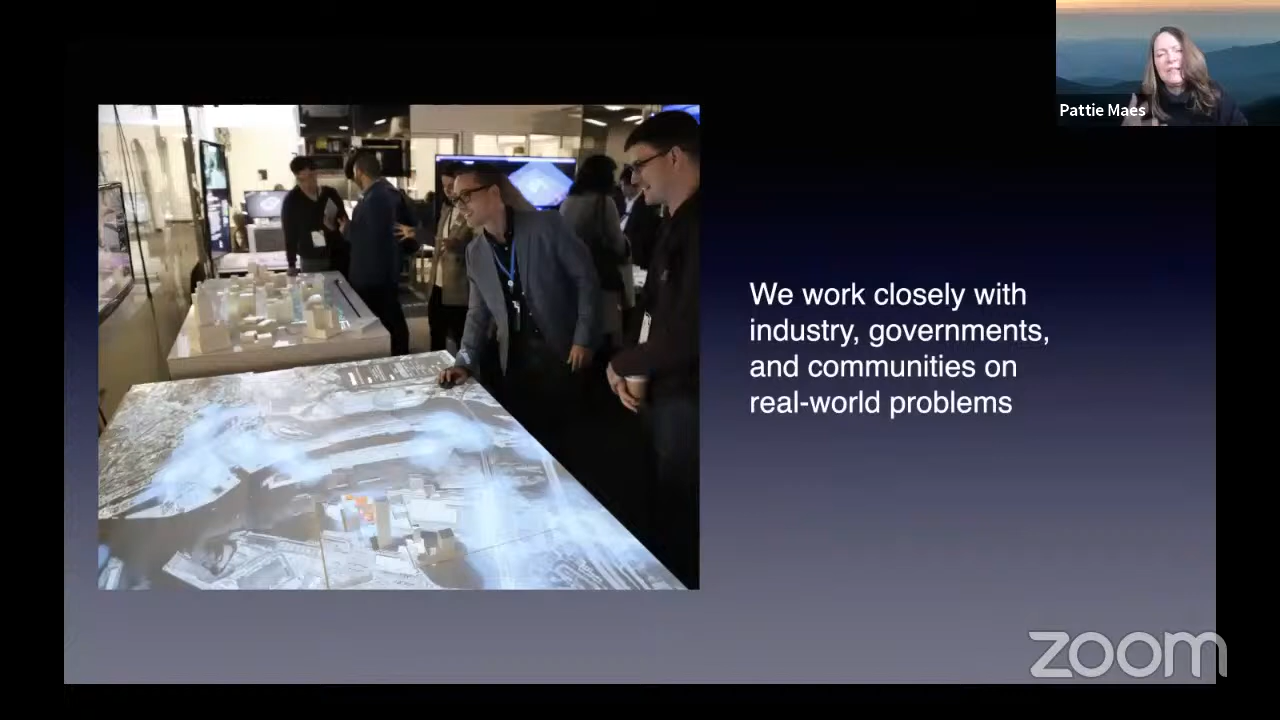 Pattie Maes
We work closely with
industry, governments,
and communities on
real-world problems
zoom